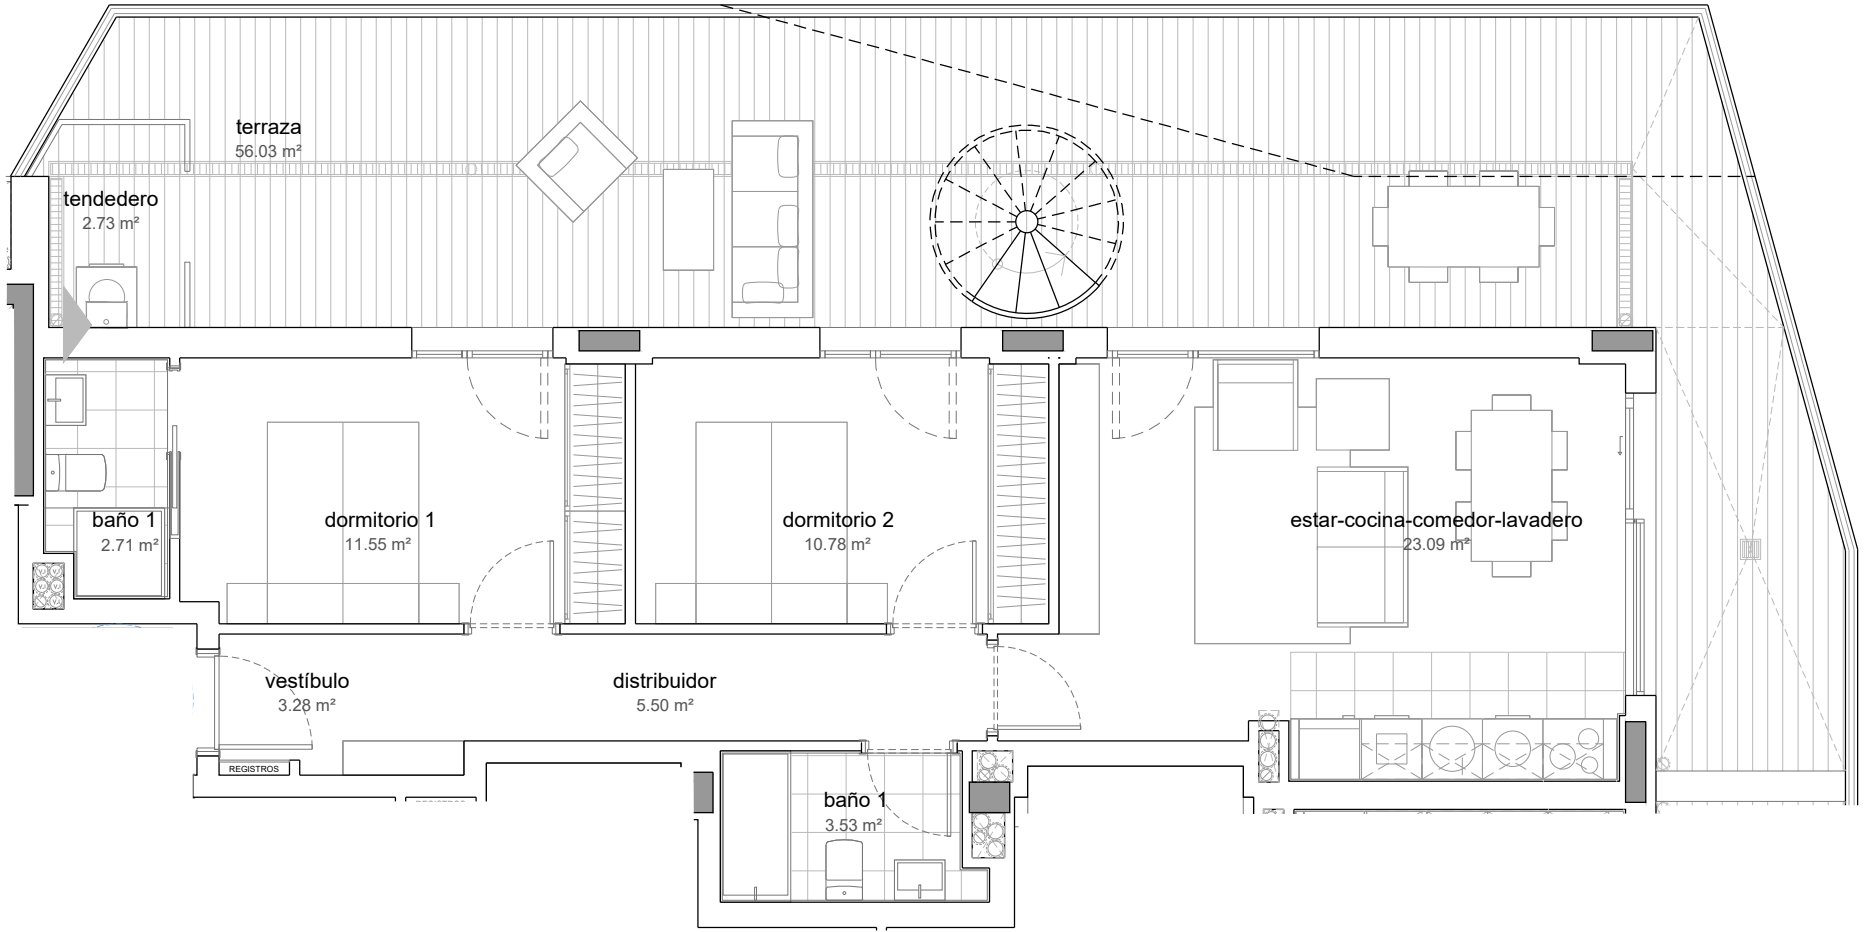 terraza
56.03 m²
tendedero
2.73 m²
baño 1
2.71 m²
dormitorio 1
11.55 m²
dormitorio 2
10.78 m²
estar-cocina-comedor-lavadero
23.09 m²
vestíbulo
3.28 m²
distribuidor
5.50 m²
REGISTROS
baño 1
3.53 m²